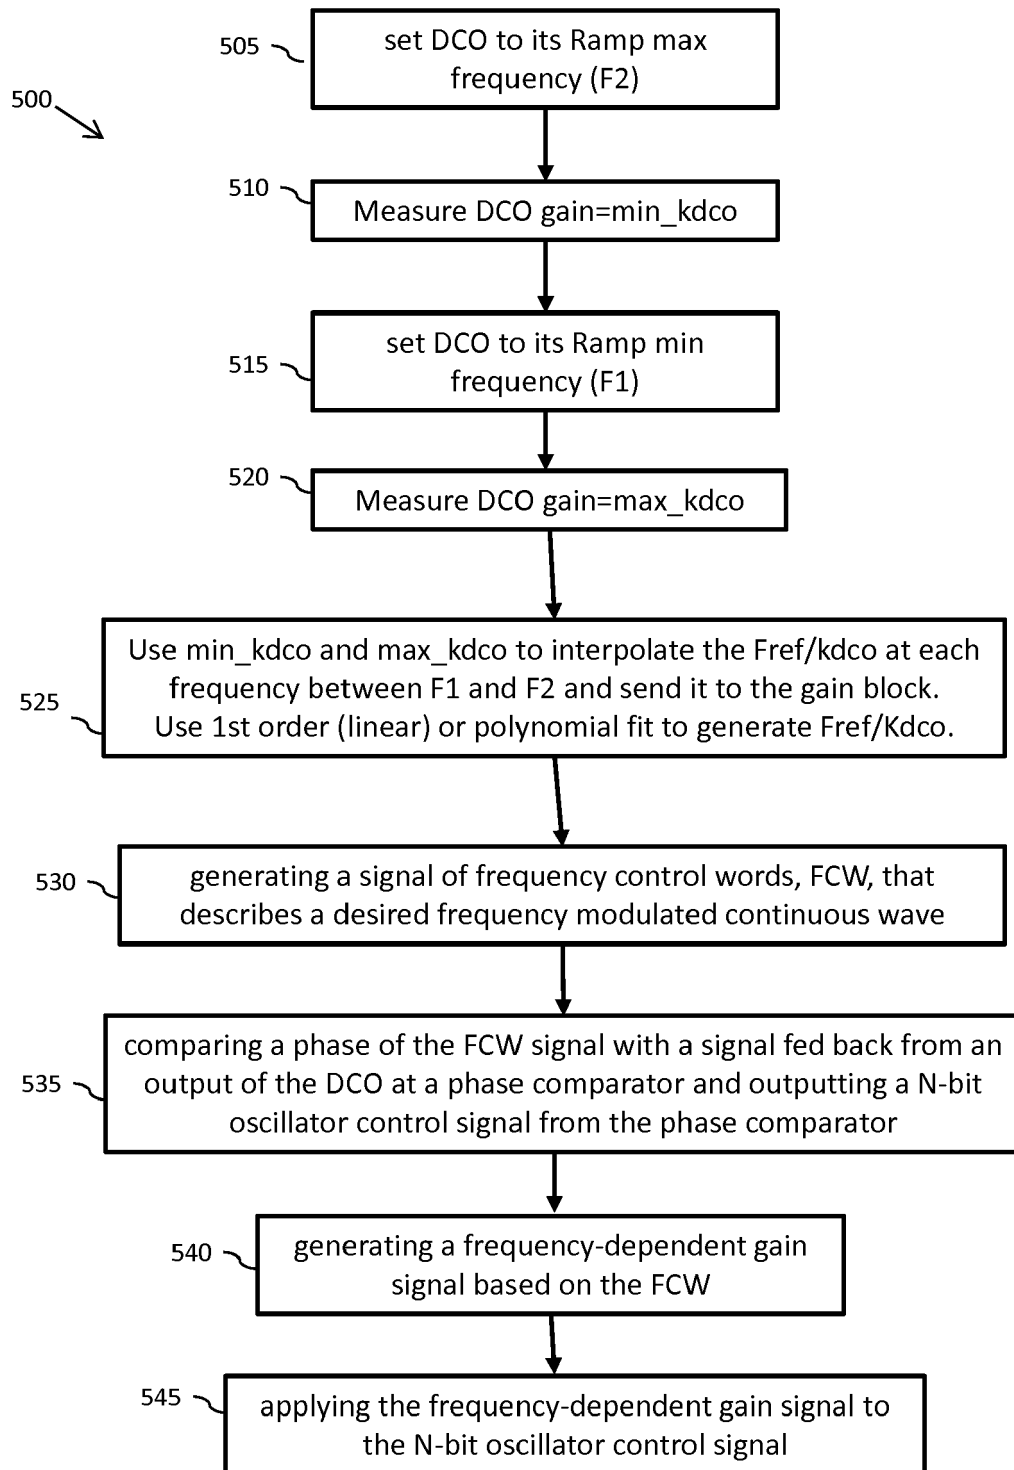 500
505
set DCO to its Ramp max
frequency (F2)
510
Measure DCO gain=min_kdco
515
set DCO to its Ramp min
frequency (F1)
520
Measure DCO gain=max_kdco
525
Use min_kdco and max_kdco to interpolate the Fref/kdco at each
frequency between F1 and F2 and send it to the gain block.
Use 1st order (linear) or polynomial fit to generate Fref/Kdco.
530
generating a signal of frequency control words, FCW, that
describes a desired frequency modulated continuous wave
535
comparing a phase of the FCW signal with a signal fed back from an
output of the DCO at a phase comparator and outputting a N-bit
oscillator control signal from the phase comparator
540
generating a frequency-dependent gain
signal based on the FCW
545
applying the frequency-dependent gain signal to
the N-bit oscillator control signal